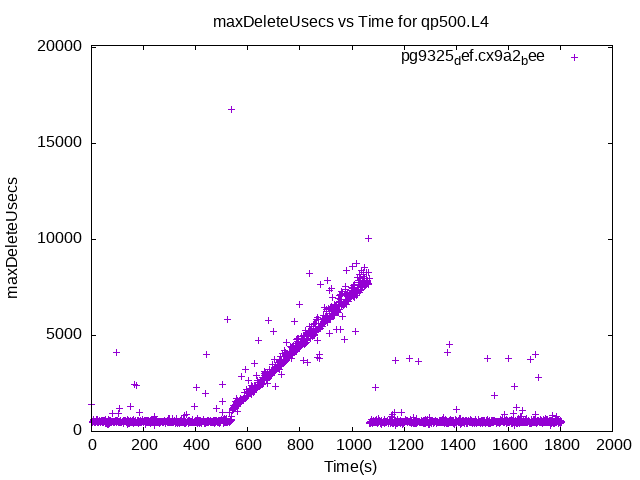 maxDeleteUsecs vs Time for qp500.L4
pg9325def.cx9a2bee
20000
15000
10000
5000
0
maxDeleteUsecs
0 200 400 600 800 1000 1200 1400 1600 1800 2000
Time(s)